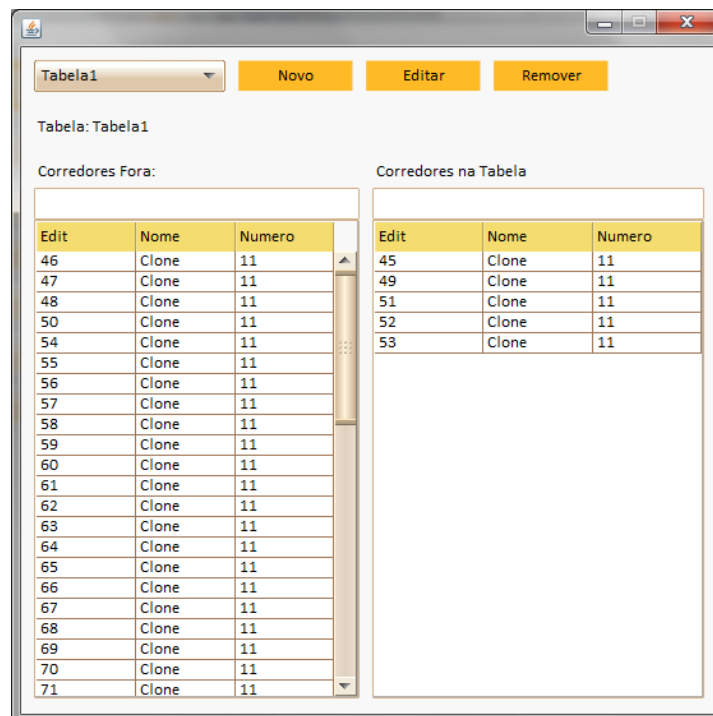 Tabela1 Novo Editar Remover
Tabela: Tabela1
Corredores Fora:
Edit Nome Numero
46 Clone 11
47 Clone 11
48 Clone 11
50 Clone 11
54 Clone 11
55 Clone 11
56 Clone 11
57 Clone 11
58 Clone 11
59 Clone 11
60 Clone 11
61 Clone 11
62 Clone 11
63 Clone 11
64 Clone 11
65 Clone 11
66 Clone 11
67 Clone 11
68 Clone 11
69 Clone 11
70 Clone 11
71 Clone 11
Corredores na Tabela
Edit Nome Numero
45 Clone 11
49 Clone 11
51 Clone 11
52 Clone 11
53 Clone 11